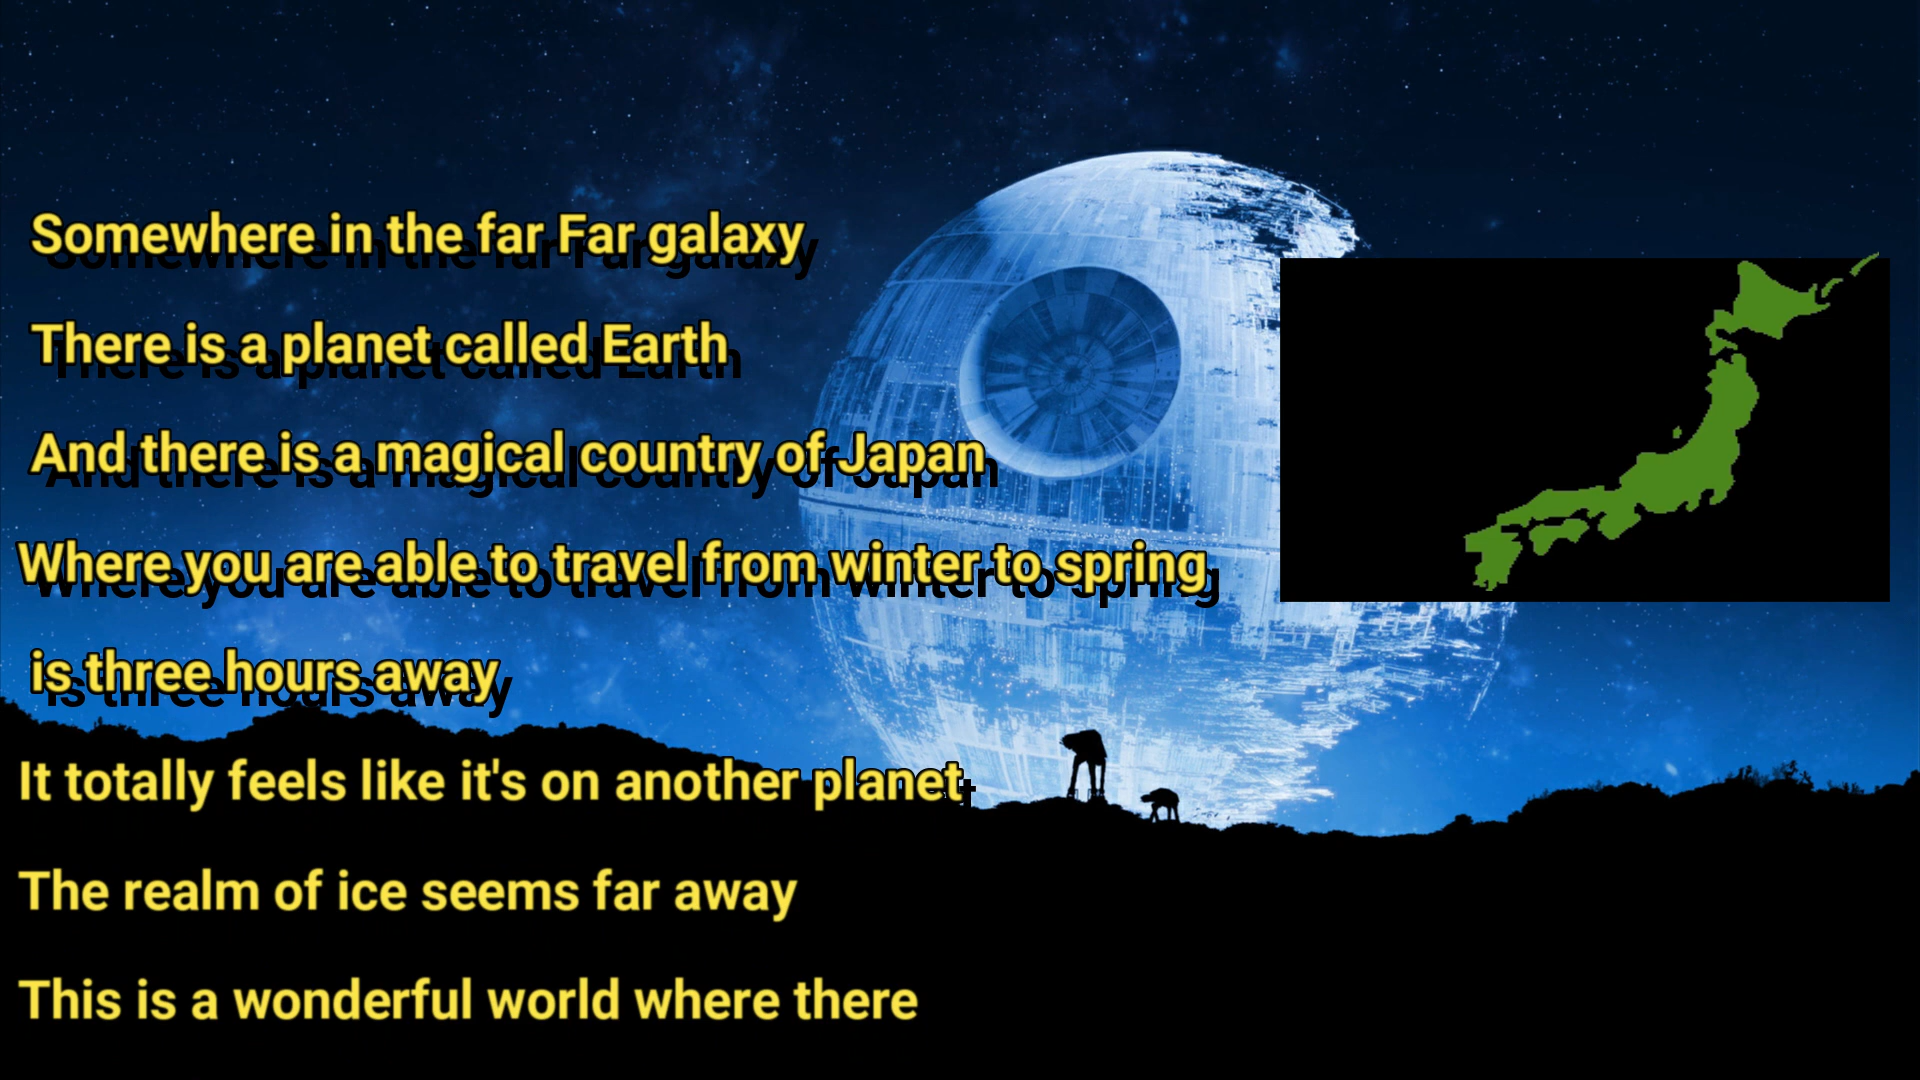 Somewhere in the far Far galaxy
There is a planet called Earth
And there is a magical country of Japan
Where you are able to travel from winter to spring
is three hours away
It totally feels like it's on another planet
The realm of ice seems far away
This is a wonderful world where there